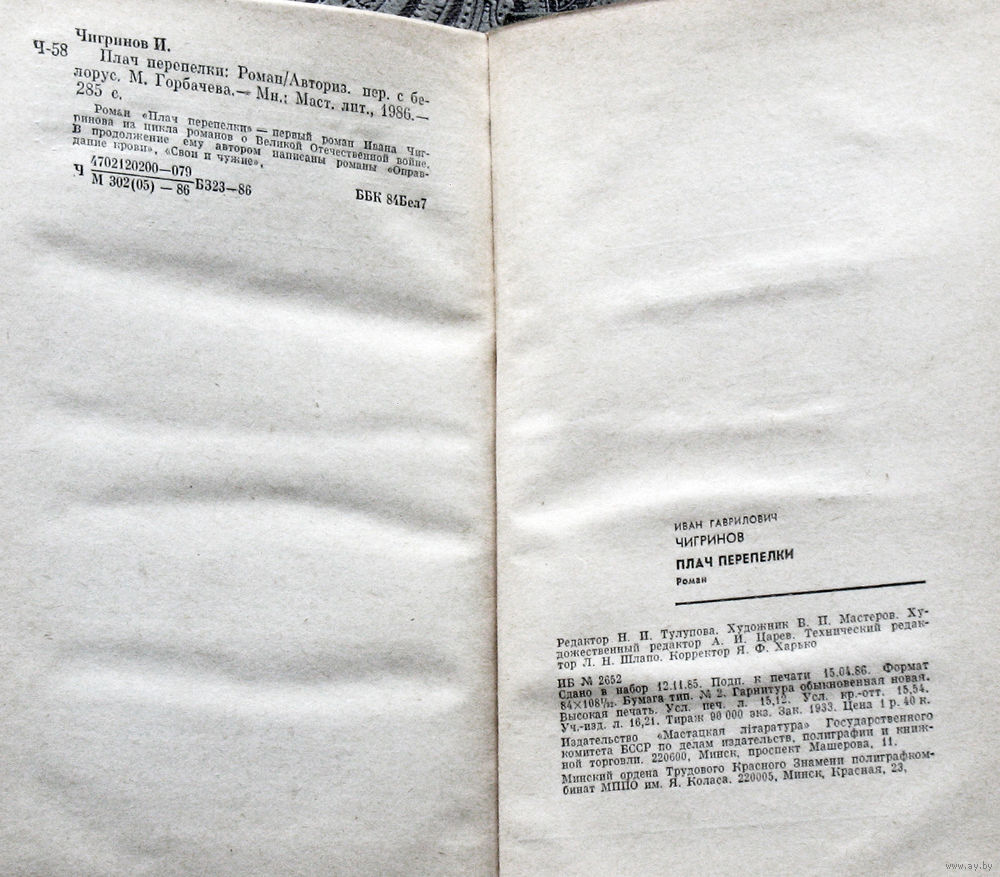 Чигринов И.
Ч-58
Плач перепелки: Роман/Авториз. пер. с бе-
лорус. М. Горбачева.— Мн.: Маст. лит., 1986.—
285 с.
Роман «Плач перепелки» — первый роман Ивана Чиг-
ринова из цикла романов о Великой Отечественной войне.
В продолжение ему автором написаны романы «Оправ-
дание крови», «Свои и чужие».
4702120200—079
Ч
М 302(05) — 86
Б323—86
ББК 84Бел7
ИВАН ГАВРИЛОВИЧ
ЧИГРИНОВ
ПЛАЧ ПЕРЕПЕЛКИ
Роман
Редактор Н. И. Тулупова. Художник В. П. Мастеров. Ху-
дожественный редактор А. И. Царев. Технический редак-
тор Л. Н. Шлапо. Корректор Я. Ф. Харько
ИБ № 2652
Сдано в набор 12.11.85. Подп. к печати 15.04.86. Формат
84×108¹/₃₂. Бумага тип. № 2. Гарнитура обыкновенная новая.
Высокая печать. Усл. печ. л. 15,12. Усл. кр.-отт. 15,54.
Уч.-изд. л. 16,21. Тираж 90 000 экз. Зак. 1933. Цена 1 р. 40 к.
Издательство «Мастацкая літаратура» Государственного
комитета БССР по делам издательств, полиграфии и книж-
ной торговли. 220600, Минск, проспект Машерова, 11.
Минский ордена Трудового Красного Знамени полиграфком-
бинат МППО им. Я. Коласа. 220005, Минск, Красная, 23,
www.ay.by